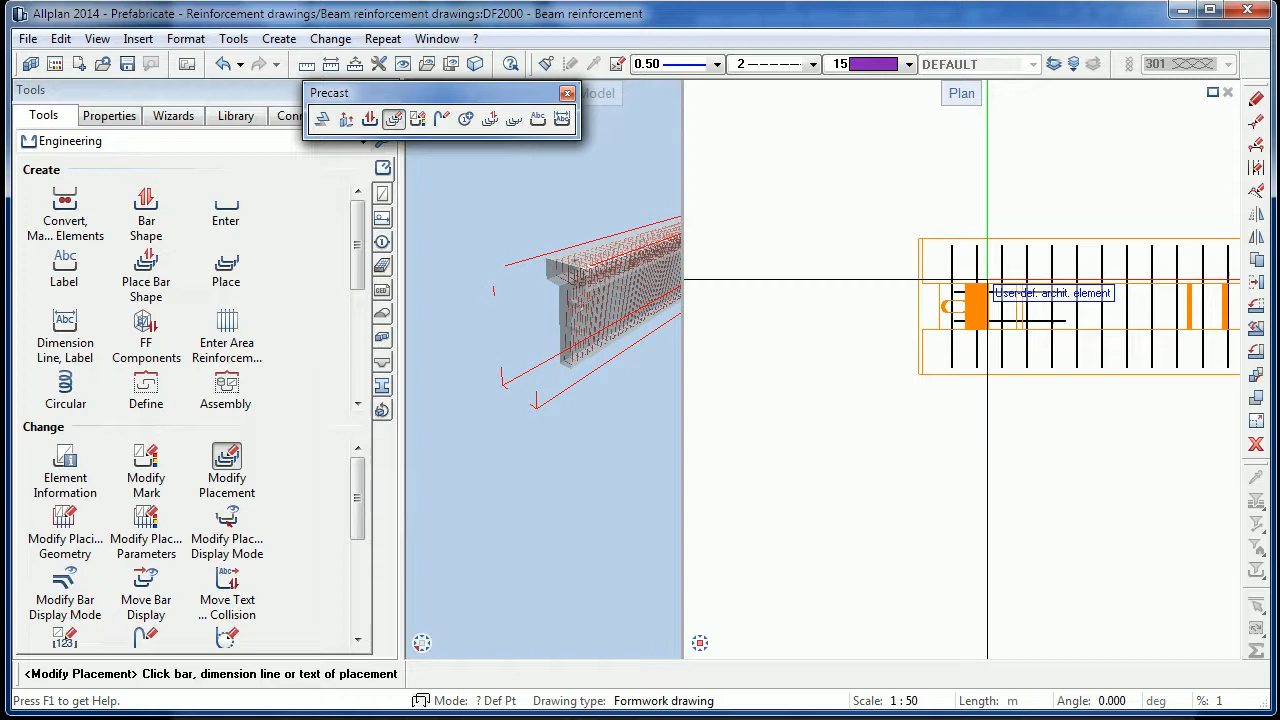 Allplan 2014 - Prefabricate - Reinforcement drawings/Beam reinforcement drawings:DF2000 - Beam reinforcement
File Edit View Insert Format Tools Create Change Repeat Window ?
0.50 2 15 DEFAULT 301
Tools
Precast
Model
Plan
Tools Properties Wizards Library Conn
Engineering
Create
Convert, Ma... Elements
Bar Shape
Enter
Label
Place Bar Shape
Place
Dimension Line, Label
FF Components
Enter Area Reinforcem...
Circular
Define
Assembly
Change
Element Information
Modify Mark
Modify Placement
Modify Placi... Geometry
Modify Plac... Parameters
Modify Plac... Display Mode
Modify Bar Display Mode
Move Bar Display
Move Text ... Collision
User-def. archit. element
<Modify Placement> Click bar, dimension line or text of placement
Press F1 to get Help. Mode: ? Def Pt Drawing type: Formwork drawing Scale: 1 : 50 Length: m Angle: 0.000 deg %: 1